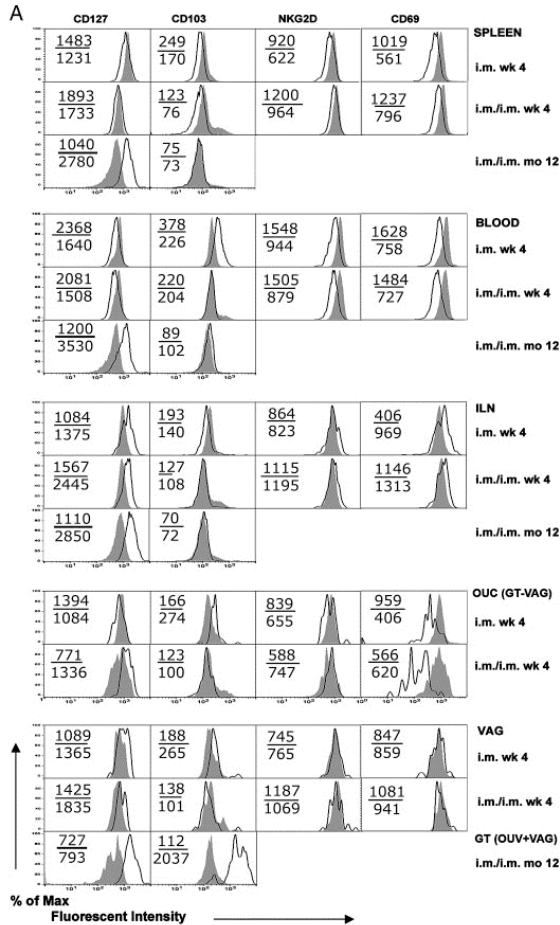 A
CD127 CD103 NKG2D CD69
SPLEEN
1483 249 920 1019
1231 170 622 561
i.m. wk 4
1893 123 1200 1237
1733 76 964 796
i.m./i.m. wk 4
1040 75
2780 73
i.m./i.m. mo 12
BLOOD
2368 378 1548 1628
1640 226 944 758
i.m. wk 4
2081 220 1505 1484
1508 204 879 727
i.m./i.m. wk 4
1200 89
3530 102
i.m./i.m. mo 12
ILN
1084 193 864 406
1375 140 823 969
i.m. wk 4
1567 127 1115 1146
2445 108 1195 1313
i.m./i.m. wk 4
1110 70
2850 72
i.m./i.m. mo 12
OUC (GT-VAG)
1394 166 839 959
1084 274 655 406
i.m. wk 4
771 123 588 566
1336 100 747 620
i.m./i.m. wk 4
VAG
1089 188 745 847
1365 265 765 859
i.m. wk 4
1425 138 1187 1081
1835 101 1069 941
i.m./i.m. wk 4
GT (OUV+VAG)
727 112
793 2037
i.m./i.m. mo 12
% of Max
Fluorescent Intensity